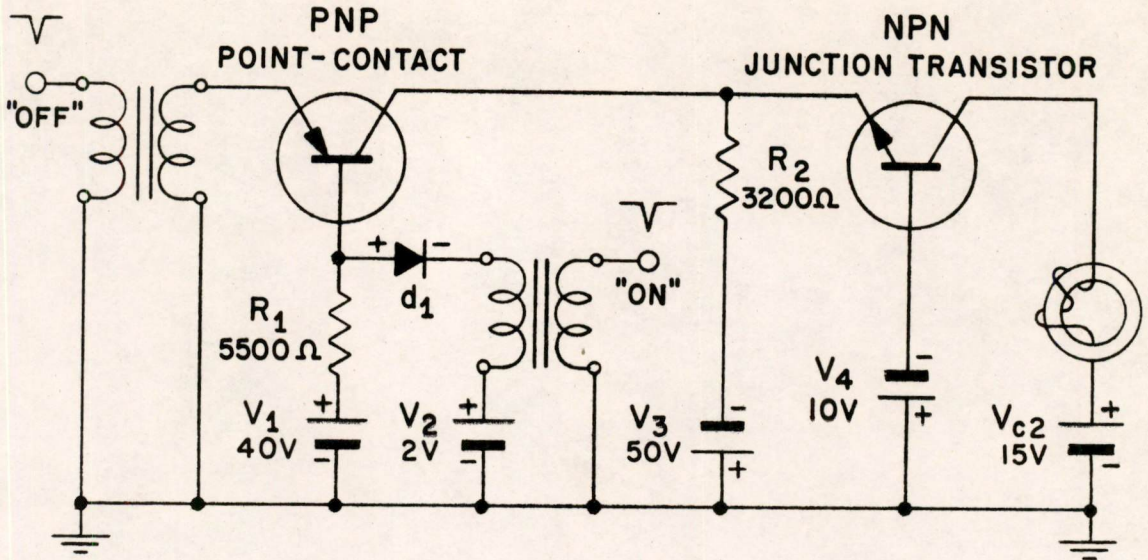 PNP
POINT-CONTACT
NPN
JUNCTION TRANSISTOR
"OFF"
R2
3200Ω
+ -
d1
"ON"
R1
5500Ω
+
V1
40V
-
+
V2
2V
-
-
V3
50V
+
-
V4
10V
+
+
Vc2
15V
-